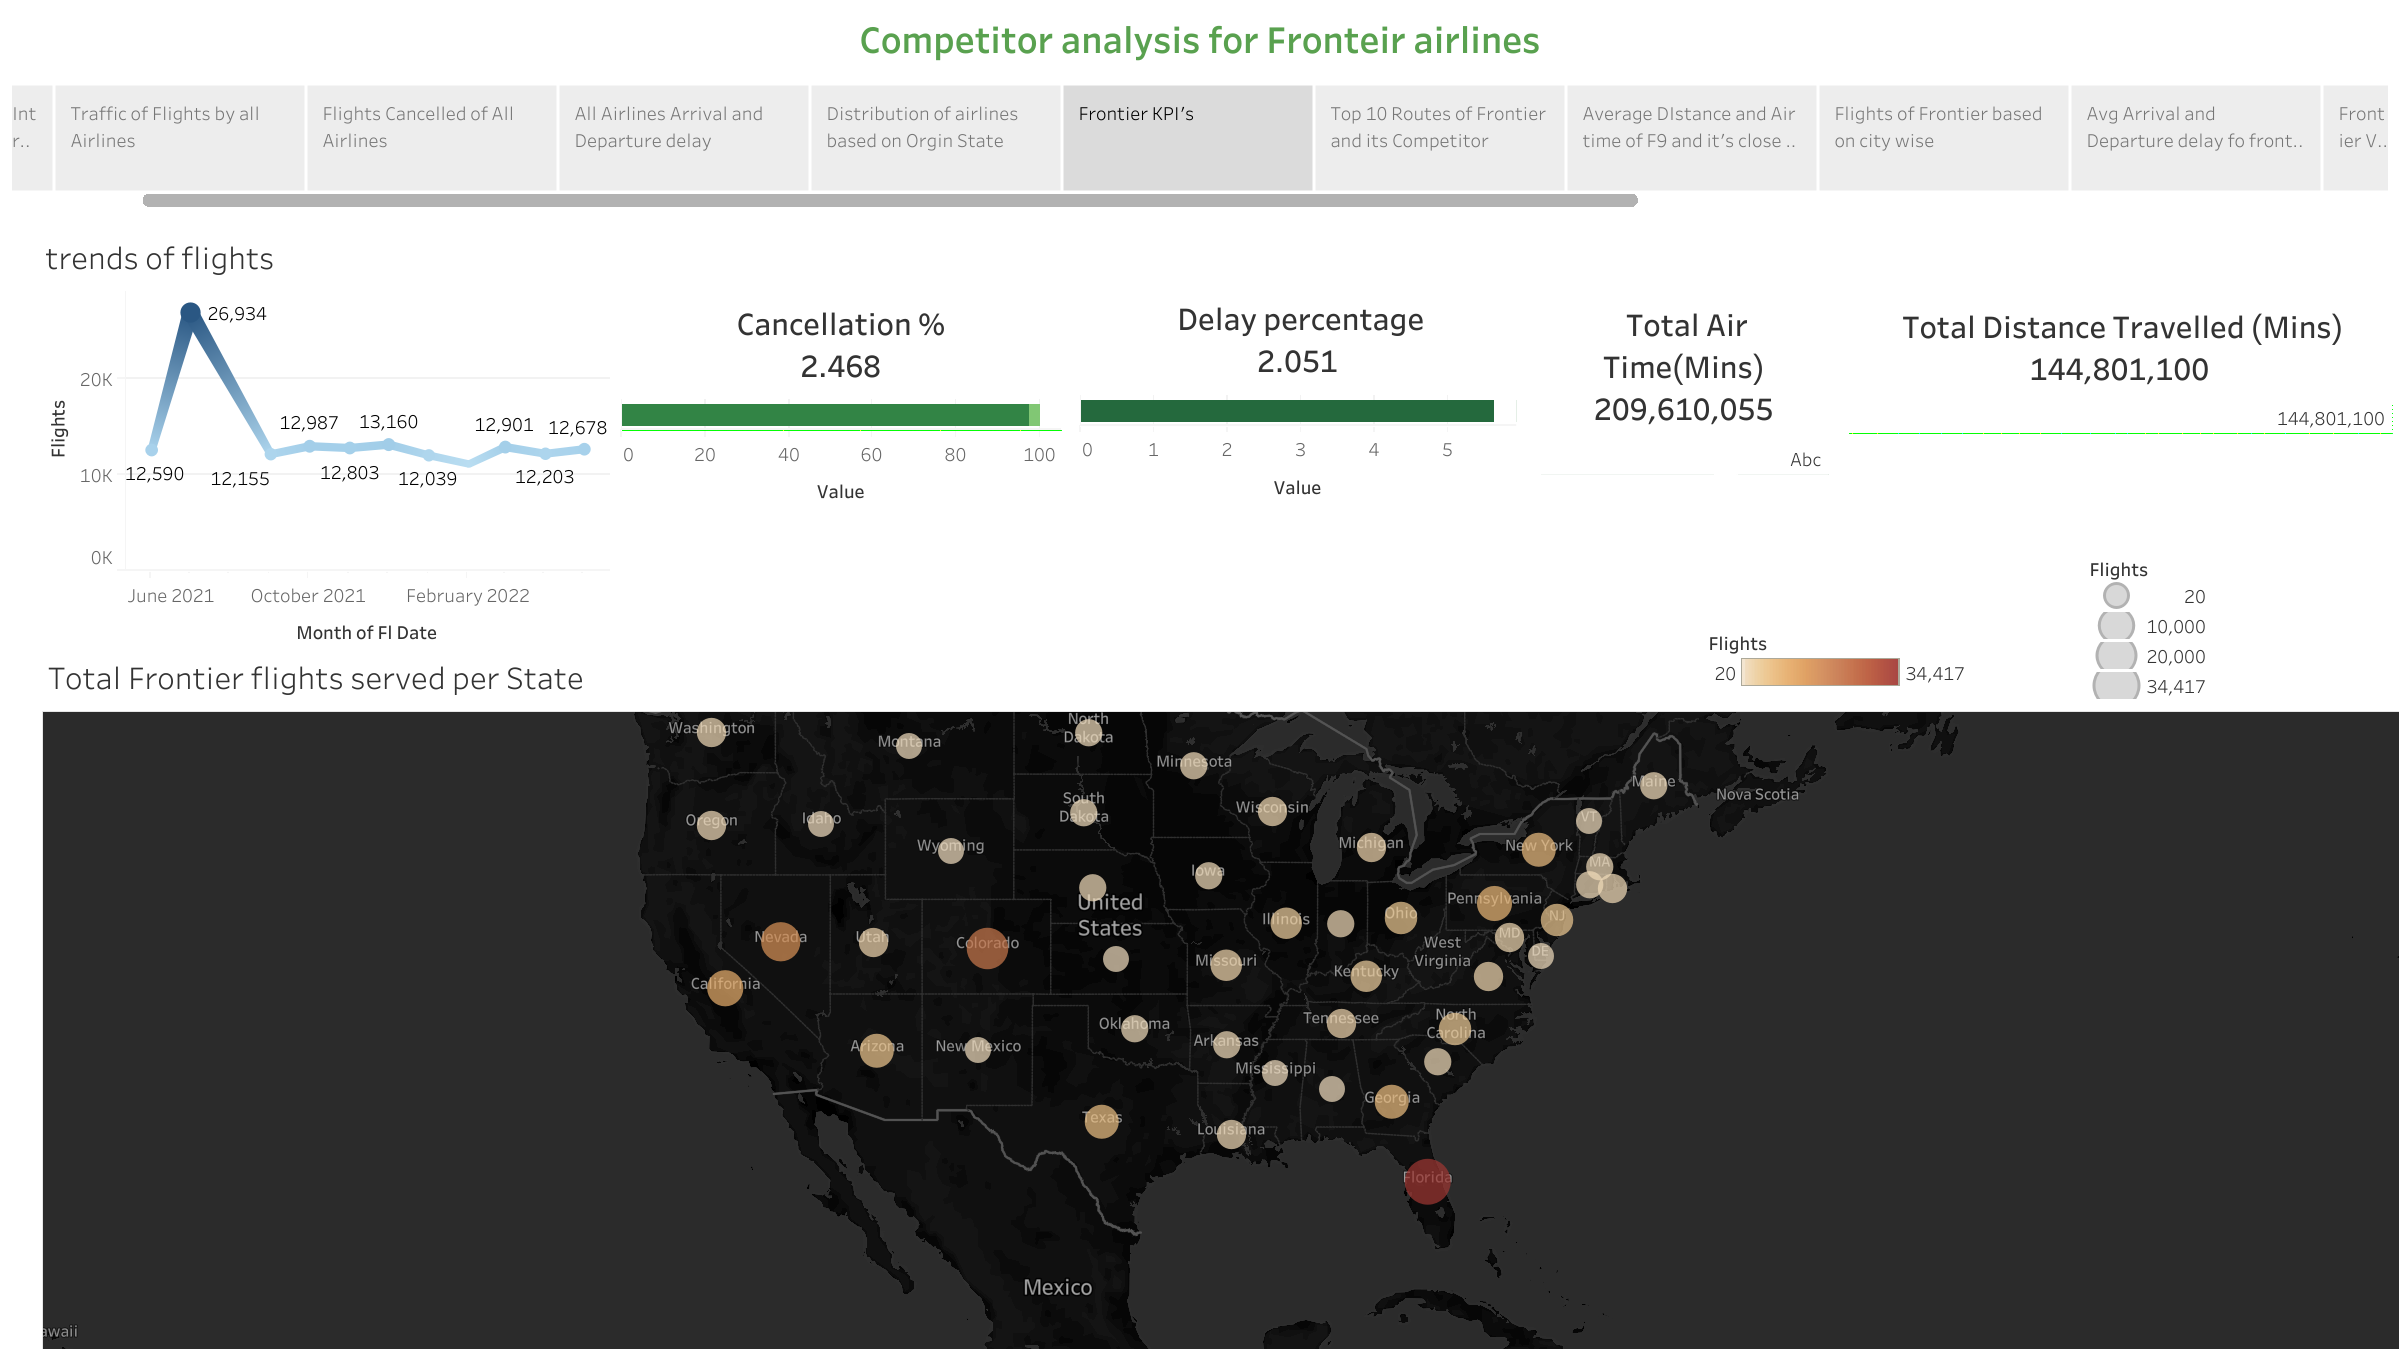 Competitor analysis for Fronteir airlines
Int
r..
Traffic of Flights by all
Airlines
Flights Cancelled of All
Airlines
All Airlines Arrival and
Departure delay
Distribution of airlines
based on Orgin State
Frontier KPI's
Top 10 Routes of Frontier
and its Competitor
Average DIstance and Air
time of F9 and it's close ..
Flights of Frontier based
on city wise
Avg Arrival and
Departure delay fo front..
Front
ier V..
trends of flights
Flights
20K
10K
0K
26,934
12,590
12,155
12,987
12,803
13,160
12,039
12,901
12,203
12,678
June 2021
October 2021
February 2022
Month of Fl Date
Cancellation %
2.468
0 20 40 60 80 100
Value
Delay percentage
2.051
0 1 2 3 4 5
Value
Total Air
Time(Mins)
209,610,055
Abc
Total Distance Travelled (Mins)
144,801,100
144,801,100
Flights
20
10,000
20,000
34,417
Flights
20 34,417
Total Frontier flights served per State
Washington
Montana
North
Dakota
Minnesota
Maine
Nova Scotia
Oregon
Idaho
South
Dakota
Wisconsin
VT
Wyoming
Michigan
New York
MA
Iowa
United
States
Pennsylvania
Illinois
Ohio
NJ
Nevada
Utah
Colorado
MD
DE
West
Virginia
Missouri
Kentucky
California
Oklahoma
Tennessee
North
Carolina
Arizona
New Mexico
Arkansas
Mississippi
Georgia
Texas
Louisiana
Florida
Mexico
awaii